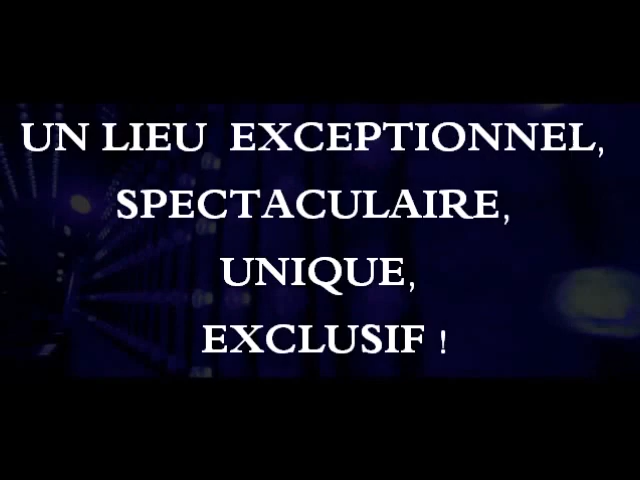 UN LIEU EXCEPTIONNEL,
SPECTACULAIRE,
UNIQUE,
EXCLUSIF !